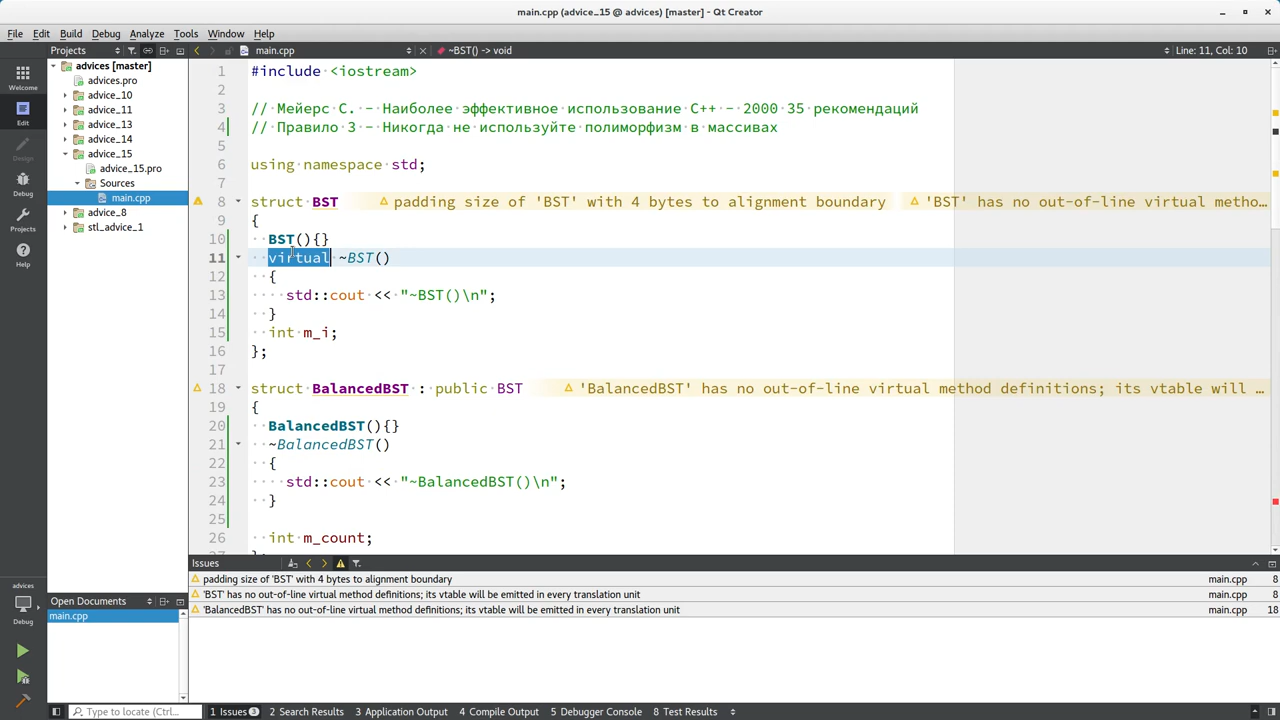 main.cpp (advice_15 @ advices) [master] - Qt Creator
File Edit Build Debug Analyze Tools Window Help
Projects main.cpp ~BST() -> void Line: 11, Col: 10
Welcome
Edit
Design
Debug
Projects
Help
advices
Debug
advices [master]
advices.pro
advice_10
advice_11
advice_13
advice_14
advice_15
advice_15.pro
Sources
main.cpp
advice_8
stl_advice_1
Open Documents
main.cpp
1 #include <iostream>
2
3 // Мейерс С. - Наиболее эффективное использование C++ - 2000 35 рекомендаций
4 // Правило 3 - Никогда не используйте полиморфизм в массивах
5
6 using namespace std;
7
8 struct BST padding size of 'BST' with 4 bytes to alignment boundary 'BST' has no out-of-line virtual metho…
9 {
10 BST(){}
11 virtual ~BST()
12 {
13 std::cout << "~BST()\n";
14 }
15 int m_i;
16 };
17
18 struct BalancedBST : public BST 'BalancedBST' has no out-of-line virtual method definitions; its vtable will …
19 {
20 BalancedBST(){}
21 ~BalancedBST()
22 {
23 std::cout << "~BalancedBST()\n";
24 }
25
26 int m_count;
Issues
padding size of 'BST' with 4 bytes to alignment boundary main.cpp 8
'BST' has no out-of-line virtual method definitions; its vtable will be emitted in every translation unit main.cpp 8
'BalancedBST' has no out-of-line virtual method definitions; its vtable will be emitted in every translation unit main.cpp 18
Type to locate (Ctrl... 1 Issues 3 2 Search Results 3 Application Output 4 Compile Output 5 Debugger Console 8 Test Results